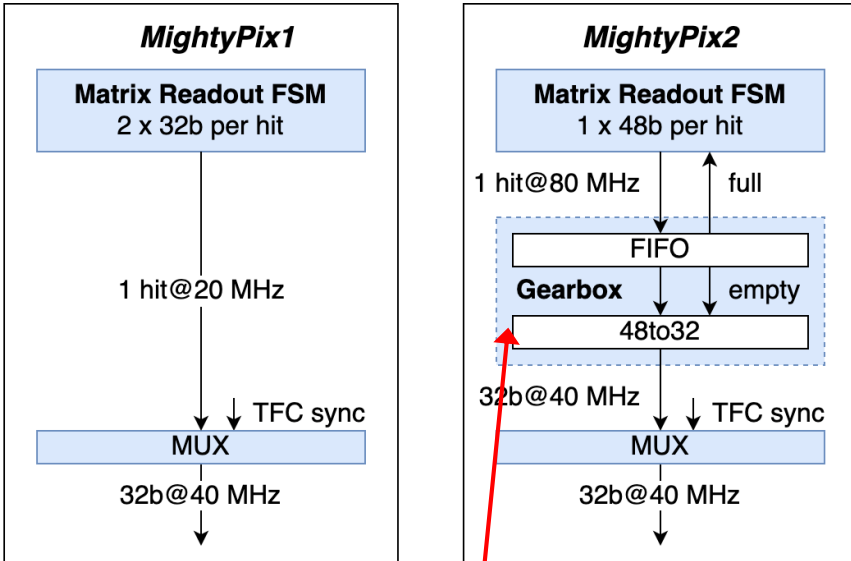 MightyPix1
Matrix Readout FSM
2 x 32b per hit
1 hit@20 MHz
TFC sync
MUX
32b@40 MHz
MightyPix2
Matrix Readout FSM
1 x 48b per hit
1 hit@80 MHz
full
FIFO
Gearbox
empty
48to32
32b@40 MHz
TFC sync
MUX
32b@40 MHz